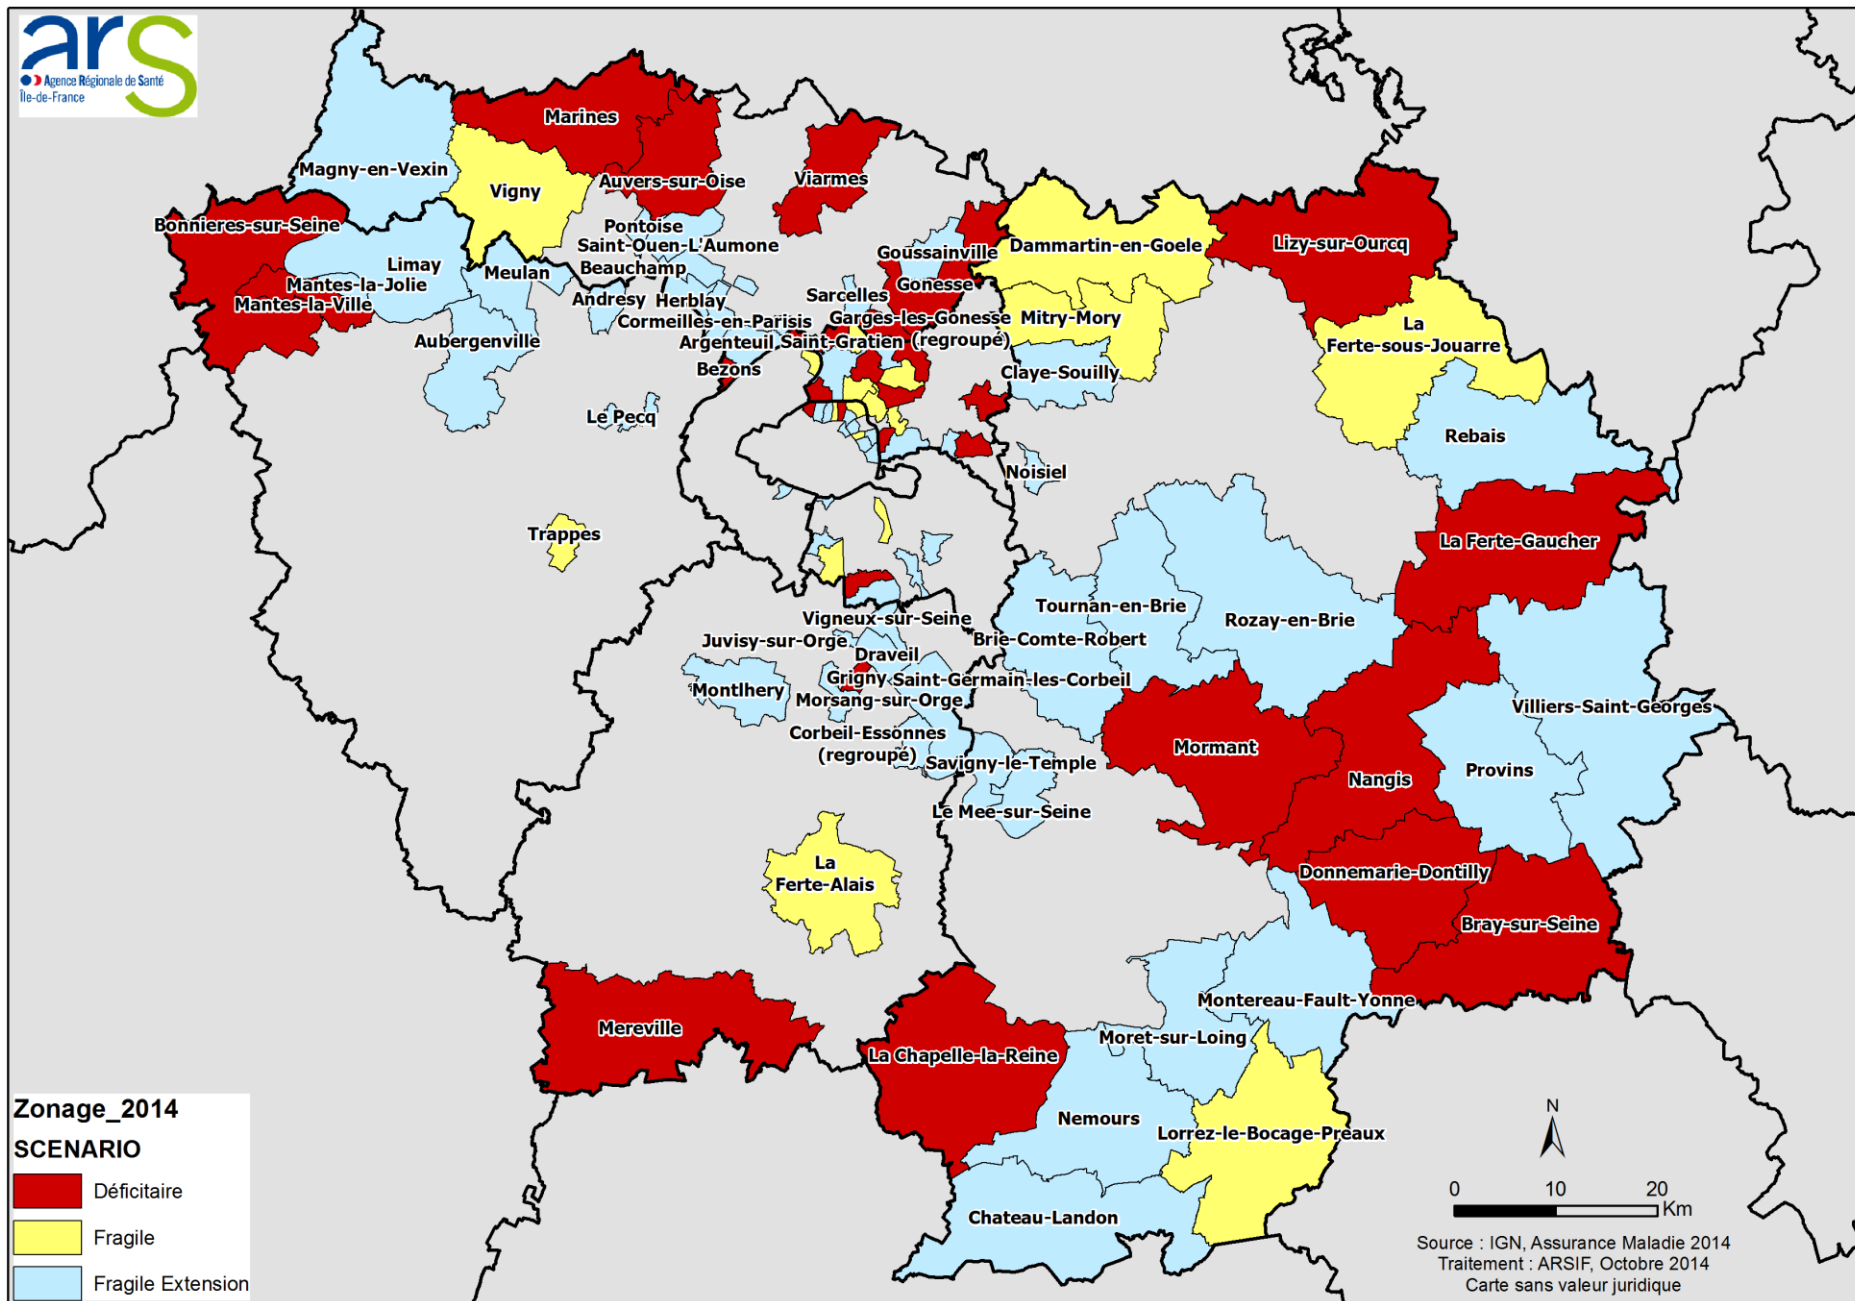 ars
Agence Régionale de Santé
Île-de-France
Marines
Magny-en-Vexin
Vigny
Auvers-sur-Oise
Viarmes
Bonnieres-sur-Seine
Pontoise
Saint-Ouen-L'Aumone
Beauchamp
Limay
Meulan
Mantes-la-Jolie
Mantes-la-Ville
Andresy
Herblay
Goussainville
Gonesse
Sarcelles
Dammartin-en-Goele
Lizy-sur-Ourcq
Cormeilles-en-Parisis
Garges-les-Gonesse
Argenteuil
Saint-Gratien
(regroupé)
Mitry-Mory
La
Ferte-sous-Jouarre
Aubergenville
Bezons
Claye-Souilly
Le Pecq
Rebais
Noisiel
Trappes
La Ferte-Gaucher
Tournan-en-Brie
Rozay-en-Brie
Vigneux-sur-Seine
Juvisy-sur-Orge
Brie-Comte-Robert
Draveil
Grigny
Saint-Germain-les-Corbeil
Montlhery
Morsang-sur-Orge
Villiers-Saint-Georges
Corbeil-Essonnes
(regroupé)
Savigny-le-Temple
Mormant
Nangis
Provins
Le Mee-sur-Seine
La
Ferte-Alais
Donnemarie-Dontilly
Bray-sur-Seine
Montereau-Fault-Yonne
Mereville
Moret-sur-Loing
La Chapelle-la-Reine
Nemours
Lorrez-le-Bocage-Preaux
Chateau-Landon
Zonage_2014
SCENARIO
Déficitaire
Fragile
Fragile Extension
N
0 10 20
Km
Source : IGN, Assurance Maladie 2014
Traitement : ARSIF, Octobre 2014
Carte sans valeur juridique